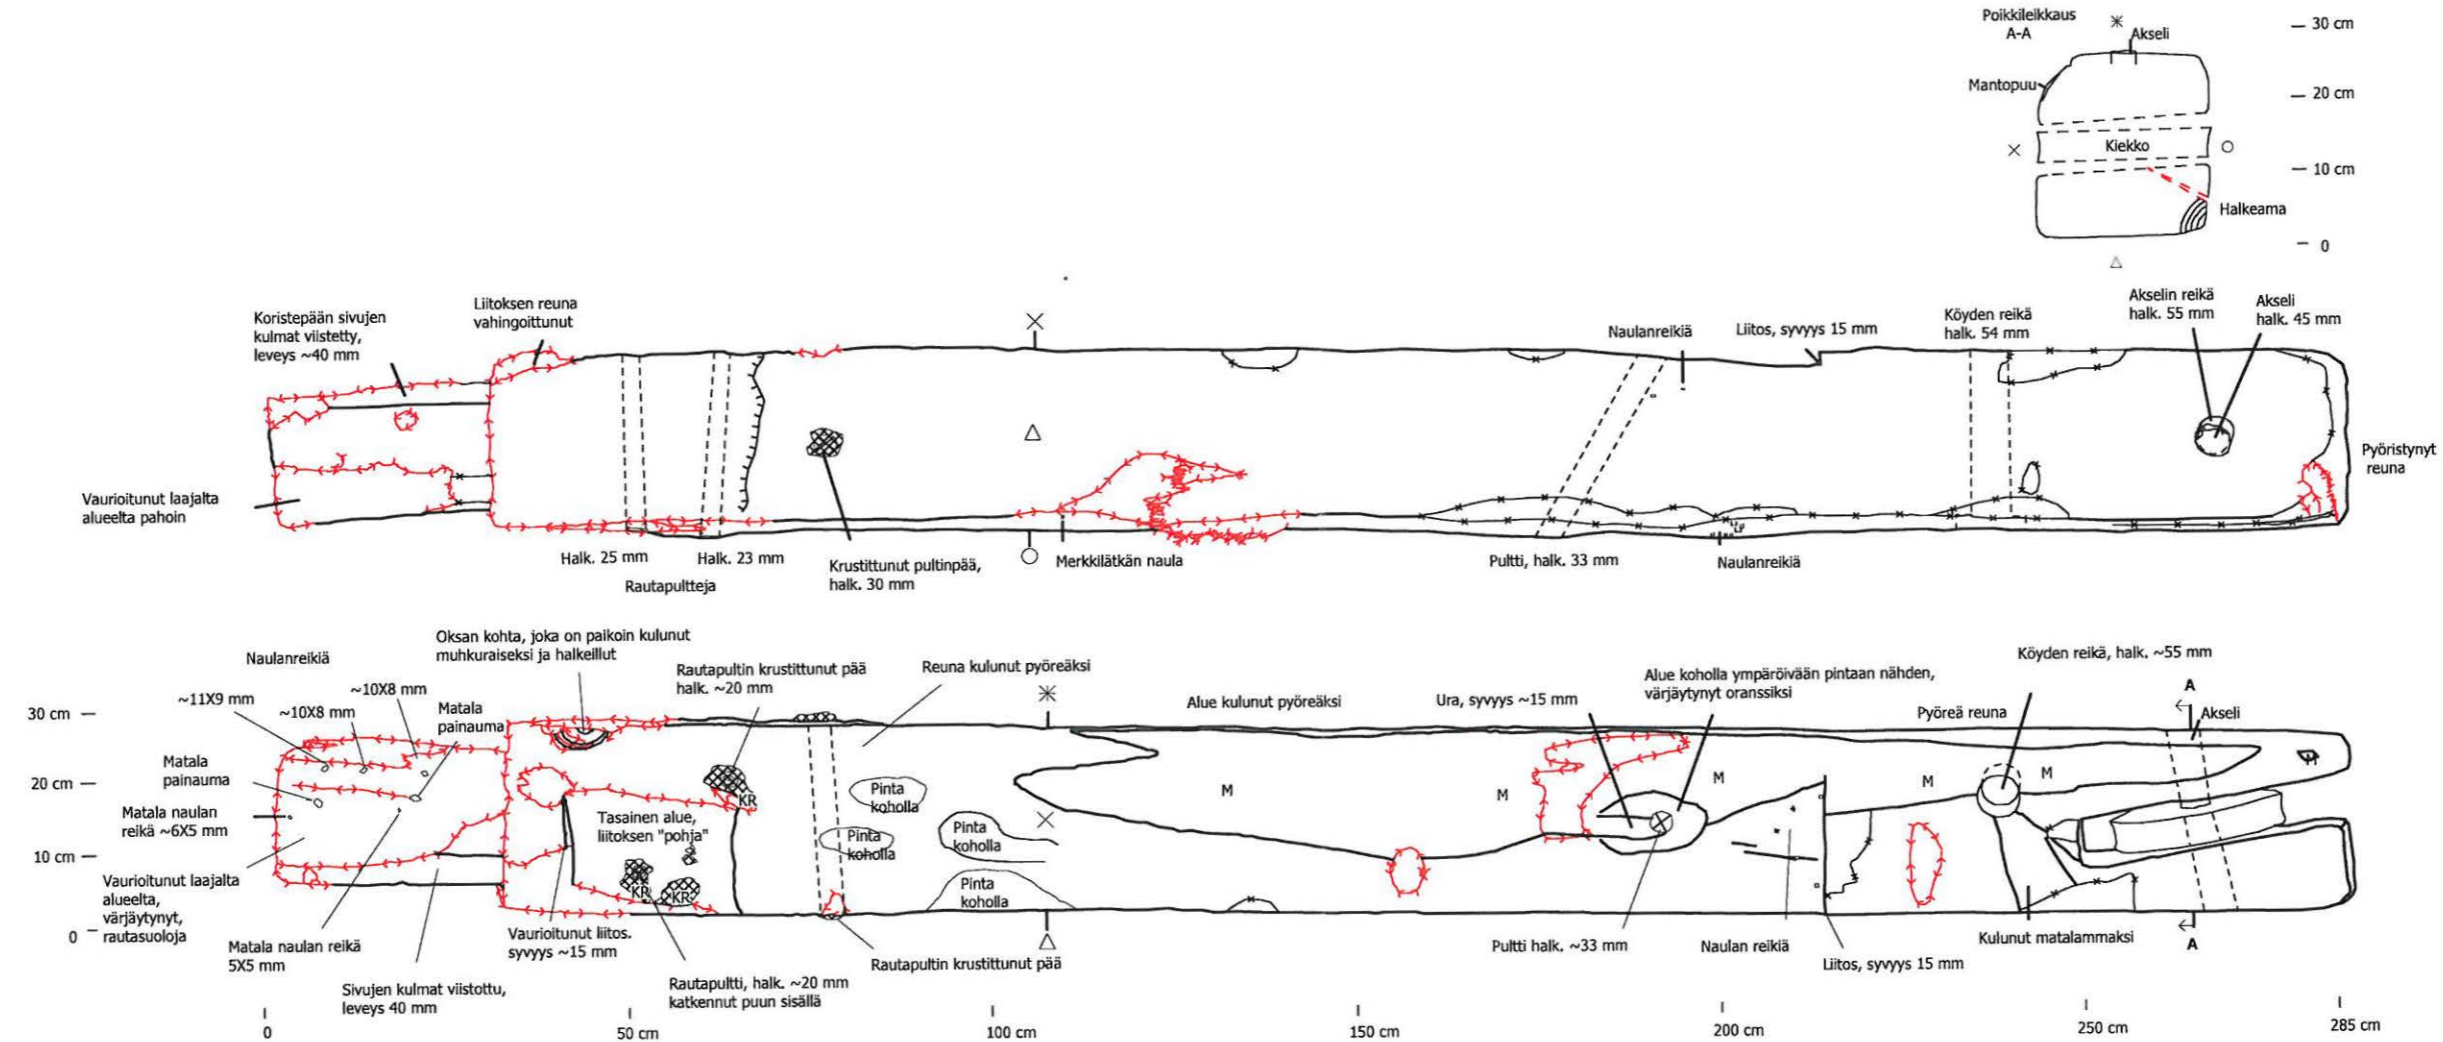 Poikkileikkaus
A-A
Akseli
30 cm
Mantopuu
20 cm
Kiekko
10 cm
Halkeama
0
Koristepään sivujen
kulmat viistetty,
leveys ~40 mm
Liitoksen reuna
vahingoittunut
Naulanreikiä
Liitos, syvyys 15 mm
Köyden reikä
halk. 54 mm
Akselin reikä
halk. 55 mm
Akseli
halk. 45 mm
Vaurioitunut laajalta
alueelta pahoin
Pyöristynyt
reuna
Halk. 25 mm
Halk. 23 mm
Rautapultteja
Krustittunut pultinpää,
halk. 30 mm
Merkkilätkän naula
Pultti, halk. 33 mm
Naulanreikiä
Naulanreikiä
~11X9 mm
~10X8 mm
~10X8 mm
Oksan kohta, joka on paikoin kulunut
muhkuraiseksi ja halkeillut
Matala
painauma
Rautapultin krustittunut pää
halk. ~20 mm
Reuna kulunut pyöreäksi
Alue kulunut pyöreäksi
Ura, syvyys ~15 mm
Alue koholla ympäröivään pintaan nähden,
värjäytynyt oranssiksi
Köyden reikä, halk. ~55 mm
Pyöreä reuna
A
Akseli
30 cm
20 cm
10 cm
0
Matala
painauma
Matala naulan
reikä ~6X5 mm
Vaurioitunut laajalta
alueelta,
värjäytynyt,
rautasuoloja
Matala naulan reikä
5X5 mm
Sivujen kulmat viistottu,
leveys 40 mm
Tasainen alue,
liitoksen "pohja"
KR
KR
KR
Pinta
koholla
Pinta
koholla
Pinta
koholla
Pinta
koholla
M
M
M
M
M
Vaurioitunut liitos.
syvyys ~15 mm
Rautapultti, halk. ~20 mm
katkennut puun sisällä
Rautapultin krustittunut pää
Pultti halk. ~33 mm
Naulan reikiä
Liitos, syvyys 15 mm
Kulunut matalammaksi
A
0
50 cm
100 cm
150 cm
200 cm
250 cm
285 cm